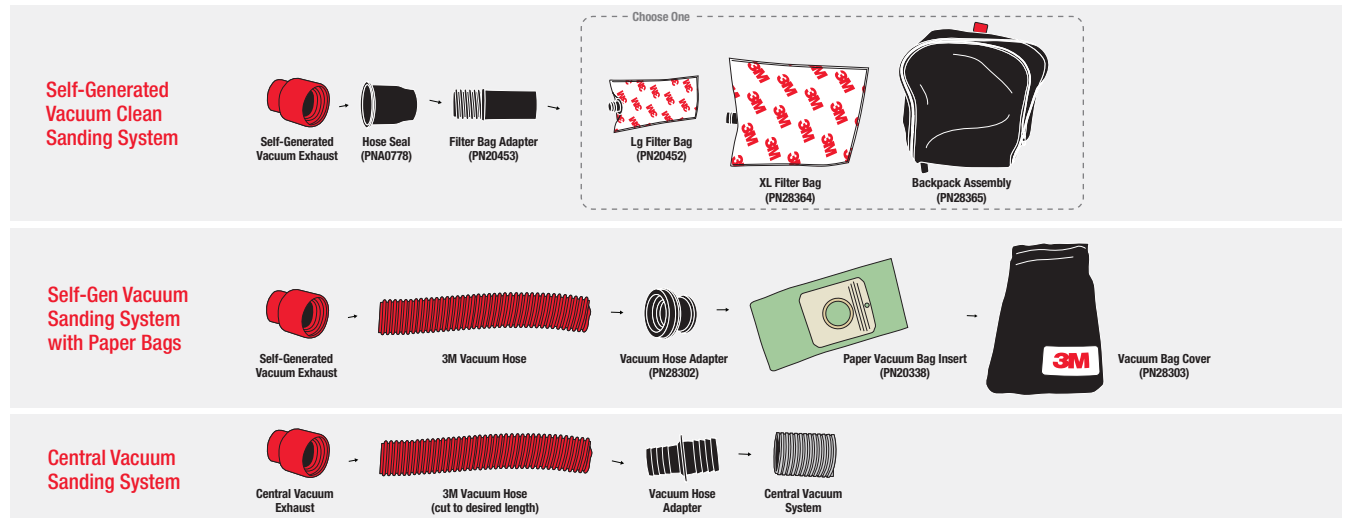 Choose One
Self-Generated
Vacuum Clean
Sanding System
Self-Generated
Vacuum Exhaust
Hose Seal
(PNA0778)
Filter Bag Adapter
(PN20453)
Lg Filter Bag
(PN20452)
XL Filter Bag
(PN28364)
Backpack Assembly
(PN28365)
Self-Gen Vacuum
Sanding System
with Paper Bags
Self-Generated
Vacuum Exhaust
3M Vacuum Hose
Vacuum Hose Adapter
(PN28302)
Paper Vacuum Bag Insert
(PN20338)
3M
Vacuum Bag Cover
(PN28303)
Central Vacuum
Sanding System
Central Vacuum
Exhaust
3M Vacuum Hose
(cut to desired length)
Vacuum Hose
Adapter
Central Vacuum
System